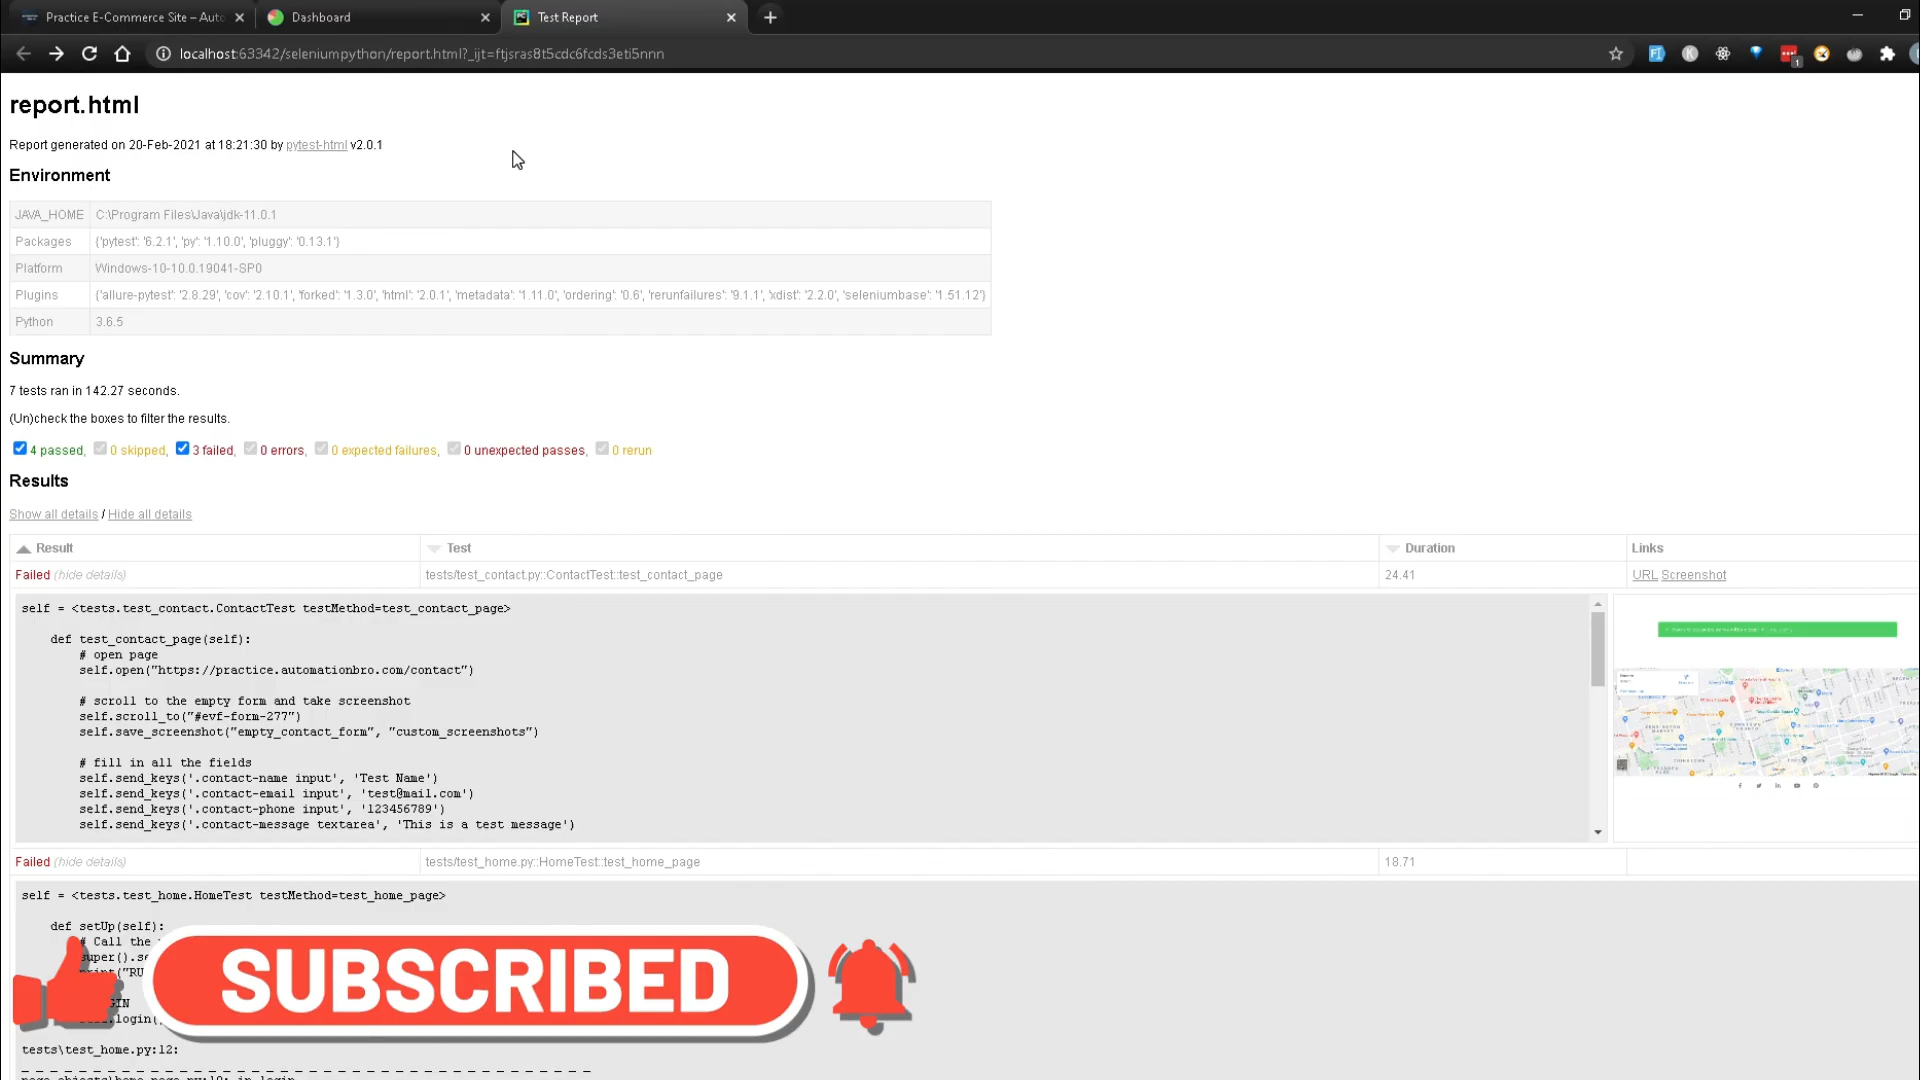 Practice E-Commerce Site – Auto
Dashboard
Test Report
localhost:63342/seleniumpython/report.html?_ijt=ftjsras8t5cdc6fcds3eti5nnn
1
report.html
Report generated on 20-Feb-2021 at 18:21:30 by pytest-html v2.0.1
Environment
JAVA_HOME C:\Program Files\Java\jdk-11.0.1
Packages {'pytest': '6.2.1', 'py': '1.10.0', 'pluggy': '0.13.1'}
Platform Windows-10-10.0.19041-SP0
Plugins {'allure-pytest': '2.8.29', 'cov': '2.10.1', 'forked': '1.3.0', 'html': '2.0.1', 'metadata': '1.11.0', 'ordering': '0.6', 'rerunfailures': '9.1.1', 'xdist': '2.2.0', 'seleniumbase': '1.51.12'}
Python 3.6.5
Summary
7 tests ran in 142.27 seconds.
(Un)check the boxes to filter the results.
4 passed, 0 skipped, 3 failed, 0 errors, 0 expected failures, 0 unexpected passes, 0 rerun
Results
Show all details / Hide all details
Result Test Duration Links
Failed (hide details) tests/test_contact.py::ContactTest::test_contact_page 24.41 URL Screenshot
self = <tests.test_contact.ContactTest testMethod=test_contact_page>
def test_contact_page(self):
# open page
self.open("https://practice.automationbro.com/contact")
# scroll to the empty form and take screenshot
self.scroll_to("#evf-form-277")
self.save_screenshot("empty_contact_form", "custom_screenshots")
# fill in all the fields
self.send_keys('.contact-name input', 'Test Name')
self.send_keys('.contact-email input', 'test@mail.com')
self.send_keys('.contact-phone input', '123456789')
self.send_keys('.contact-message textarea', 'This is a test message')
Failed (hide details) tests/test_home.py::HomeTest::test_home_page 18.71
self = <tests.test_home.HomeTest testMethod=test_home_page>
def setUp(self):
# Call the
super().se
print("RU
GIN
login(
SUBSCRIBED
tests\test_home.py:12: